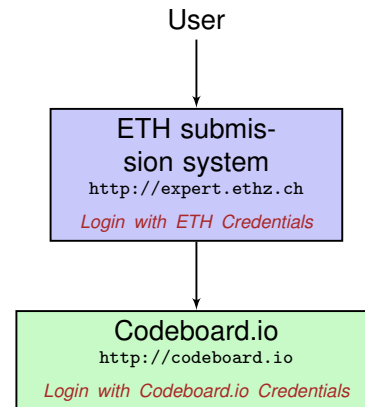 User
ETH submis-
sion system
http://expert.ethz.ch
Login with ETH Credentials
Codeboard.io
http://codeboard.io
Login with Codeboard.io Credentials